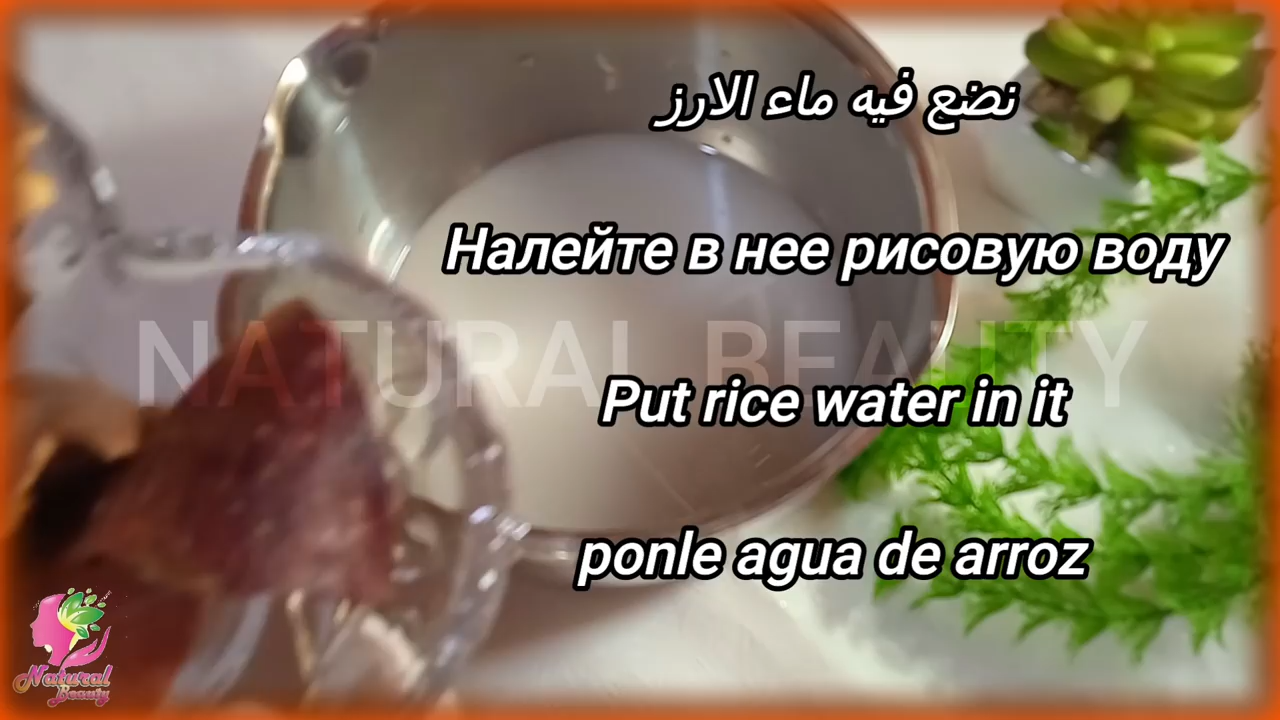 نضع فيه ماء الارز
Налейте в нее рисовую воду
NATURAL BEAUTY
Put rice water in it
ponle agua de arroz
Natural
Beauty